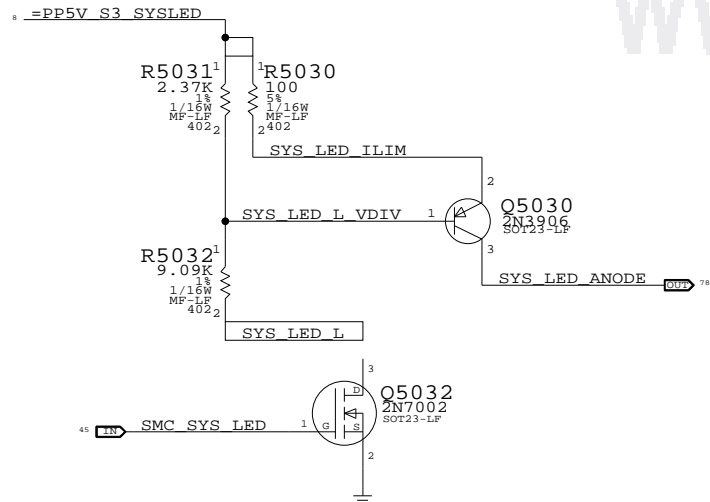 8 =PP5V_S3_SYSLED
R5031 1
2.37K
1%
1/16W
MF-LF
402 2
1 R5030
100
5%
1/16W
MF-LF
2 402
SYS_LED_ILIM
2
SYS_LED_L_VDIV 1
Q5030
2N3906
SOT23-LF
3
R5032 1
9.09K
1%
1/16W
MF-LF
402 2
SYS_LED_ANODE OUT 78
SYS_LED_L
3
D
Q5032
2N7002
SOT23-LF
45 IN SMC_SYS_LED 1 G S
2